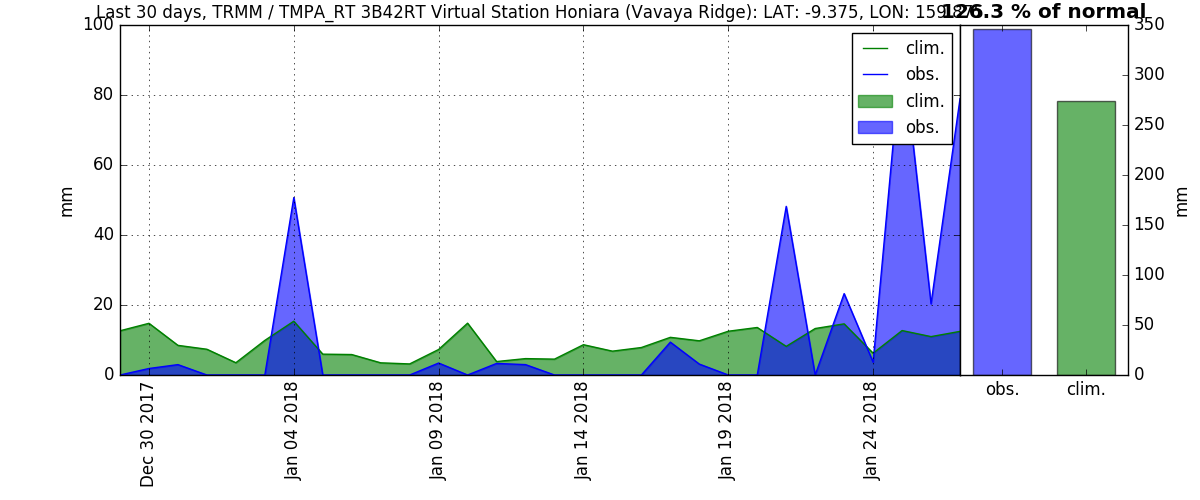 Last 30 days, TRMM / TMPA_RT 3B42RT Virtual Station Honiara (Vavaya Ridge): LAT: -9.375, LON:
126.3 % of normal
100
80
60
40
20
0
mm
clim.
obs.
clim.
obs.
350
300
250
200
150
100
50
0
mm
Dec 30 2017
Jan 04 2018
Jan 09 2018
Jan 14 2018
Jan 19 2018
Jan 24 2018
obs.
clim.